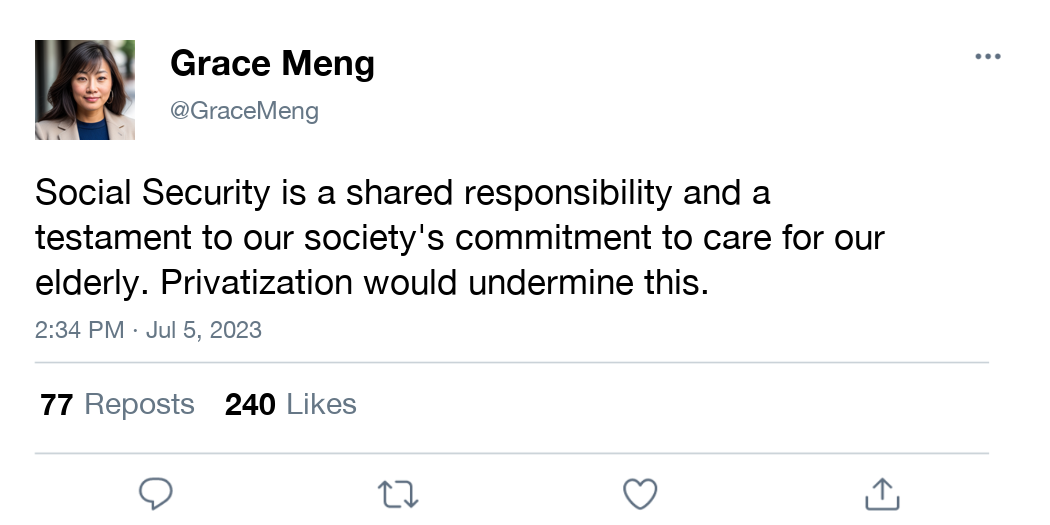 Grace Meng
@GraceMeng
Social Security is a shared responsibility and a
testament to our society's commitment to care for our
elderly. Privatization would undermine this.
2:34 PM · Jul 5, 2023
77 Reposts 240 Likes